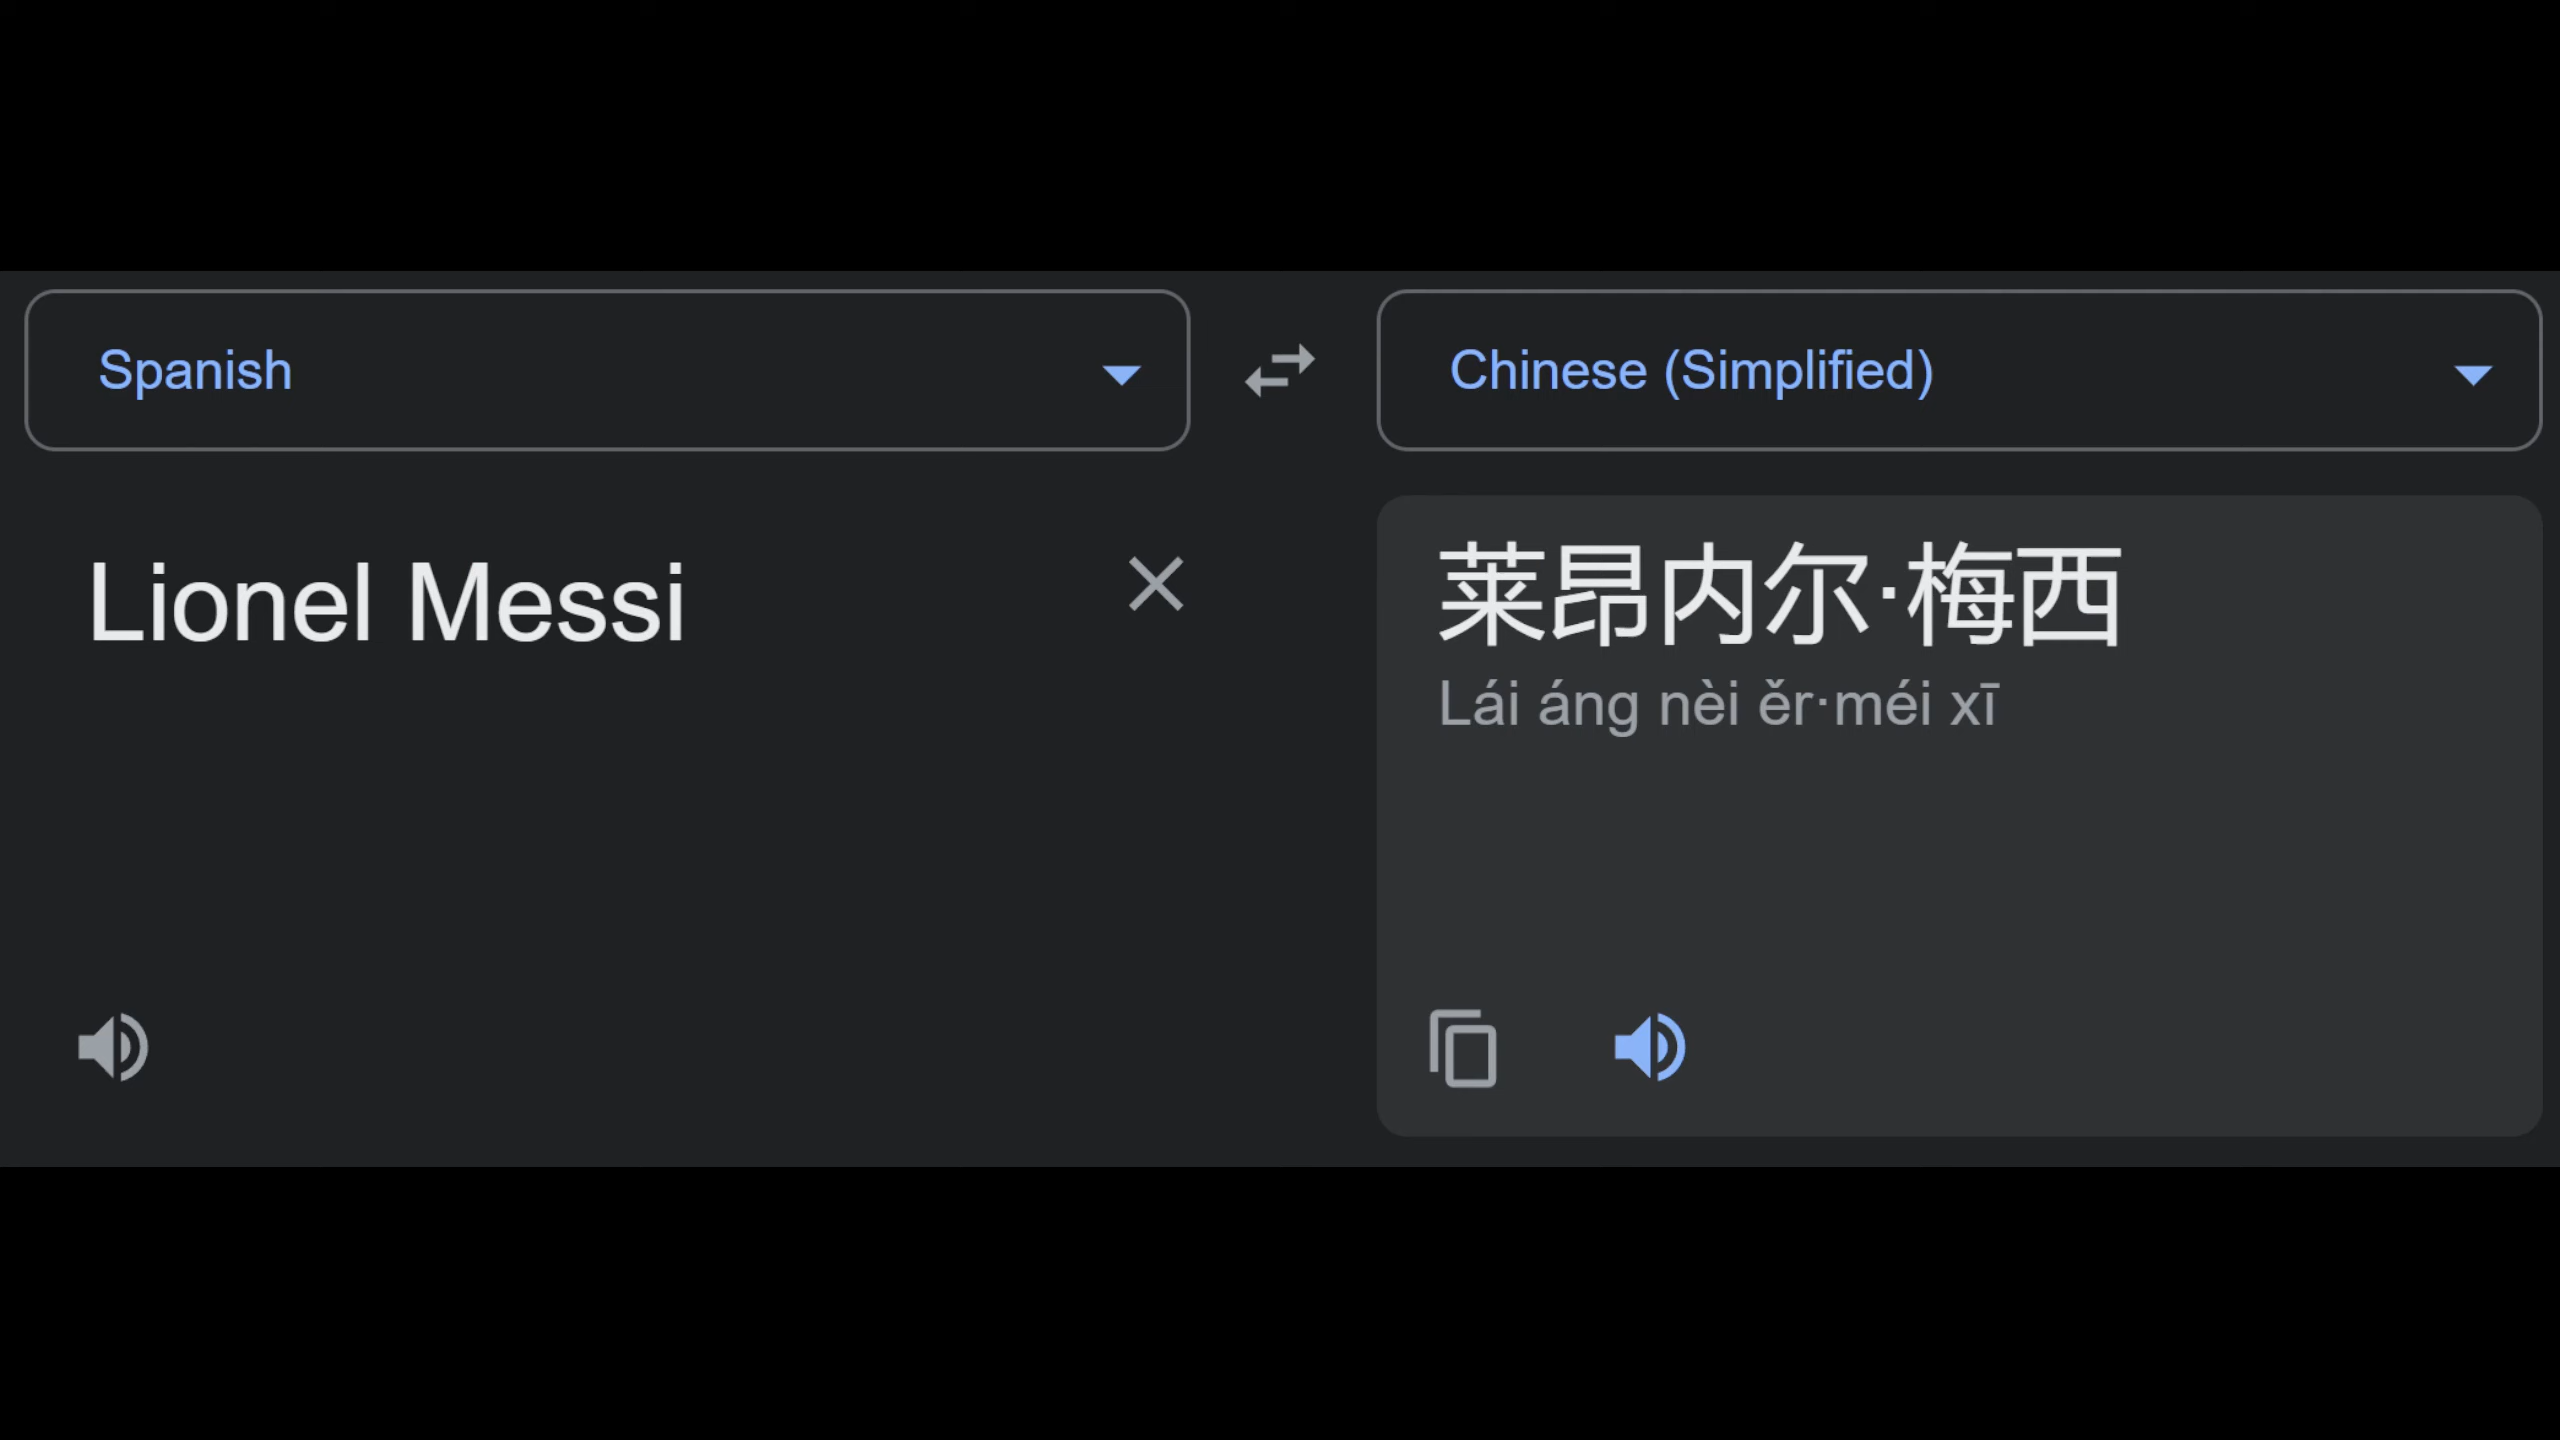 Spanish
Chinese (Simplified)
Lionel Messi
莱昂内尔·梅西
Lái áng nèi ěr·méi xī